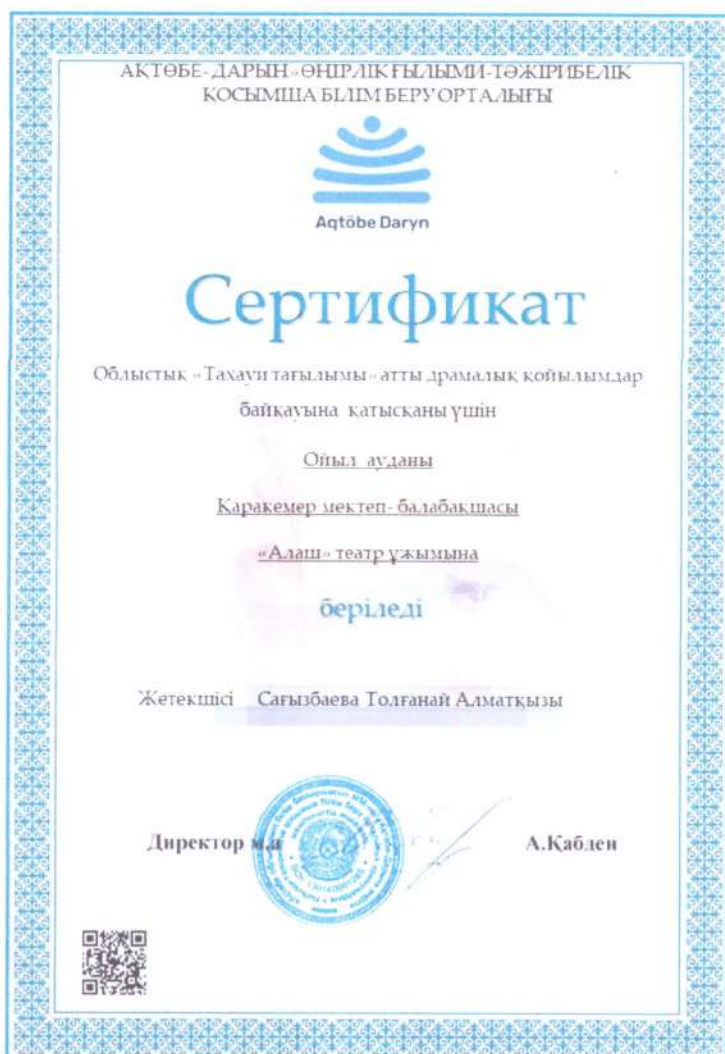 АҚТӨБЕ-ДАРЫН» ӨҢІРЛІК ҒЫЛЫМИ-ТӘЖІРИБЕЛІК
ҚОСЫМША БІЛІМ БЕРУ ОРТАЛЫҒЫ
Aqtöbe Daryn
Сертификат
Облыстық «Тахауи тағылымы» атты драмалық қойылымдар
байқауына қатысқаны үшін
Ойыл ауданы
Қаракемер мектеп- балабақшасы
«Алаш» театр ұжымына
беріледі
Жетекшісі Сағызбаева Толғанай Алматқызы
Директор м.а А.Қабден